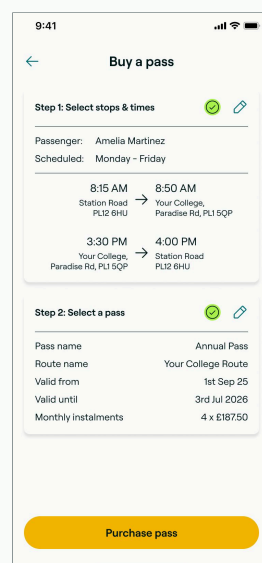 9:41
Buy a pass
Step 1: Select stops & times
Passenger: Amelia Martinez
Scheduled: Monday - Friday
8:15 AM → 8:50 AM
Station Road Your College,
PL12 6HU Paradise Rd, PL1 5QP
3:30 PM → 4:00 PM
Your College, Station Road
Paradise Rd, PL1 5QP PL12 6HU
Step 2: Select a pass
Pass name Annual Pass
Route name Your College Route
Valid from 1st Sep 25
Valid until 3rd Jul 2026
Monthly instalments 4 x £187.50
Purchase pass